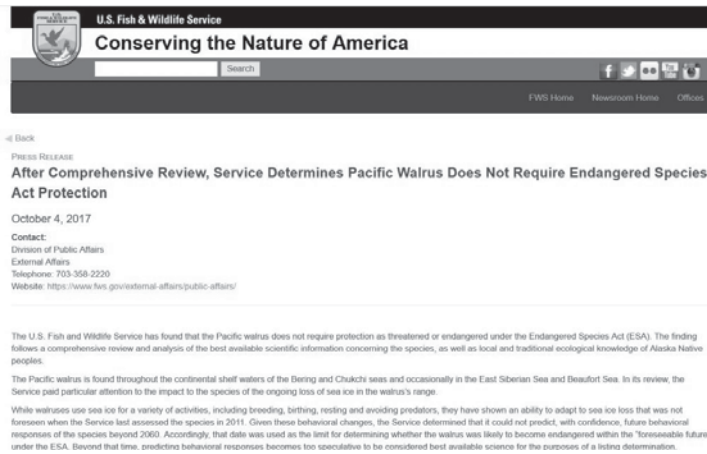 U.S.
FISH & WILDLIFE
SERVICE
U.S. Fish & Wildlife Service
Conserving the Nature of America
Search
FWS Home Newsroom Home Offices
Back
PRESS RELEASE
After Comprehensive Review, Service Determines Pacific Walrus Does Not Require Endangered Species
Act Protection
October 4, 2017
Contact:
Division of Public Affairs
External Affairs
Telephone: 703-358-2220
Website: https://www.fws.gov/external-affairs/public-affairs/
The U.S. Fish and Wildlife Service has found that the Pacific walrus does not require protection as threatened or endangered under the Endangered Species Act (ESA). The finding
follows a comprehensive review and analysis of the best available scientific information concerning the species, as well as local and traditional ecological knowledge of Alaska Native
peoples.
The Pacific walrus is found throughout the continental shelf waters of the Bering and Chukchi seas and occasionally in the East Siberian Sea and Beaufort Sea. In its review, the
Service paid particular attention to the impact to the species of the ongoing loss of sea ice in the walrus's range.
While walruses use sea ice for a variety of activities, including breeding, birthing, resting and avoiding predators, they have shown an ability to adapt to sea ice loss that was not
foreseen when the Service last assessed the species in 2011. Given these behavioral changes, the Service determined that it could not predict, with confidence, future behavioral
responses of the species beyond 2060. Accordingly, that date was used as the limit for determining whether the walrus was likely to become endangered within the "foreseeable future
under the ESA. Beyond that time, predicting behavioral responses becomes too speculative to be considered best available science for the purposes of a listing determination.